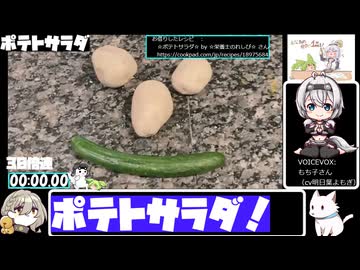 ポテトサラダ
お借りしたレシピ :
☆ポテトサラダ☆ by ☆栄養士のれしぴ☆ さん
https://cookpad.com/jp/recipes/18975684
30倍速
00:00.00
VOICEVOX:
もち子さん
(cv明日葉よもぎ)
ポテトサラダ!